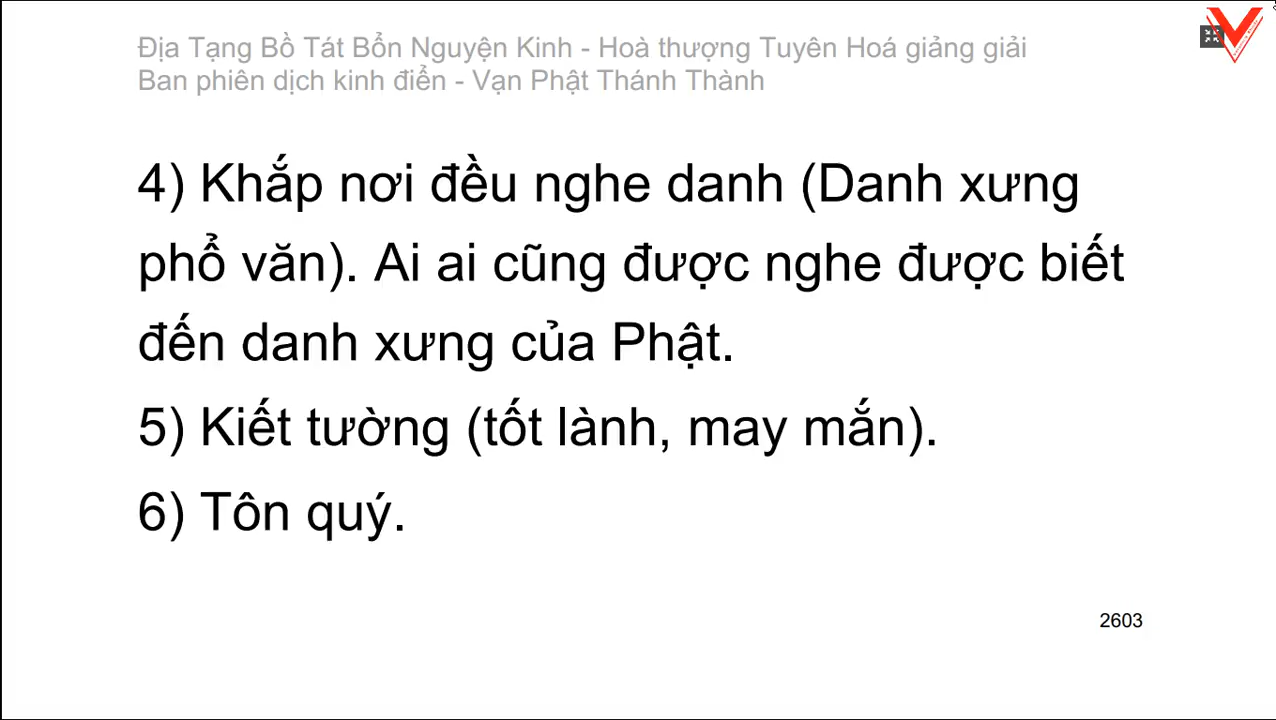 Địa Tạng Bồ Tát Bổn Nguyện Kinh - Hoà thượng Tuyên Hoá giảng giải
Ban phiên dịch kinh điển - Vạn Phật Thánh Thành
4) Khắp nơi đều nghe danh (Danh xưng
phổ văn). Ai ai cũng được nghe được biết
đến danh xưng của Phật.
5) Kiết tường (tốt lành, may mắn).
6) Tôn quý.
2603